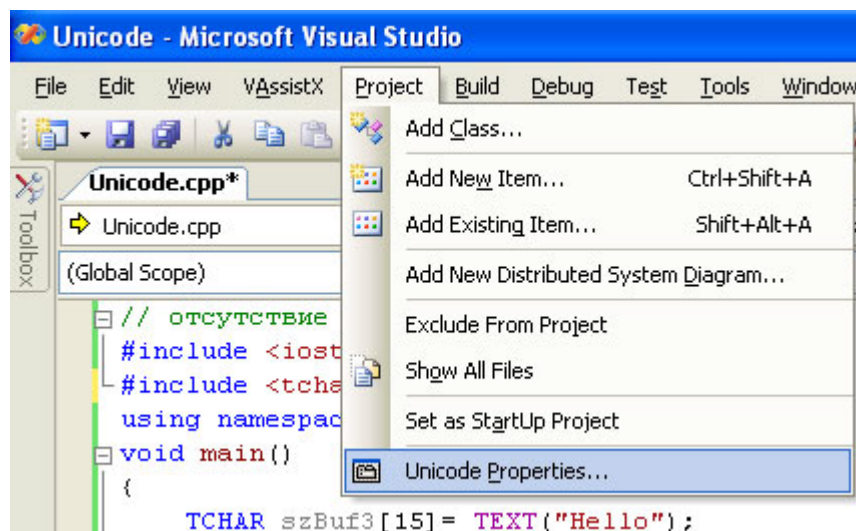 Unicode - Microsoft Visual Studio
File Edit View VAssistX Project Build Debug Test Tools Window
Toolbox
Unicode.cpp*
Unicode.cpp
(Global Scope)
Add Class...
Add New Item... Ctrl+Shift+A
Add Existing Item... Shift+Alt+A
Add New Distributed System Diagram...
Exclude From Project
Show All Files
Set as StartUp Project
Unicode Properties...
// отсутствие
#include <iost
#include <tcha
using namespac
void main()
{
TCHAR szBuf3[15]= TEXT("Hello");